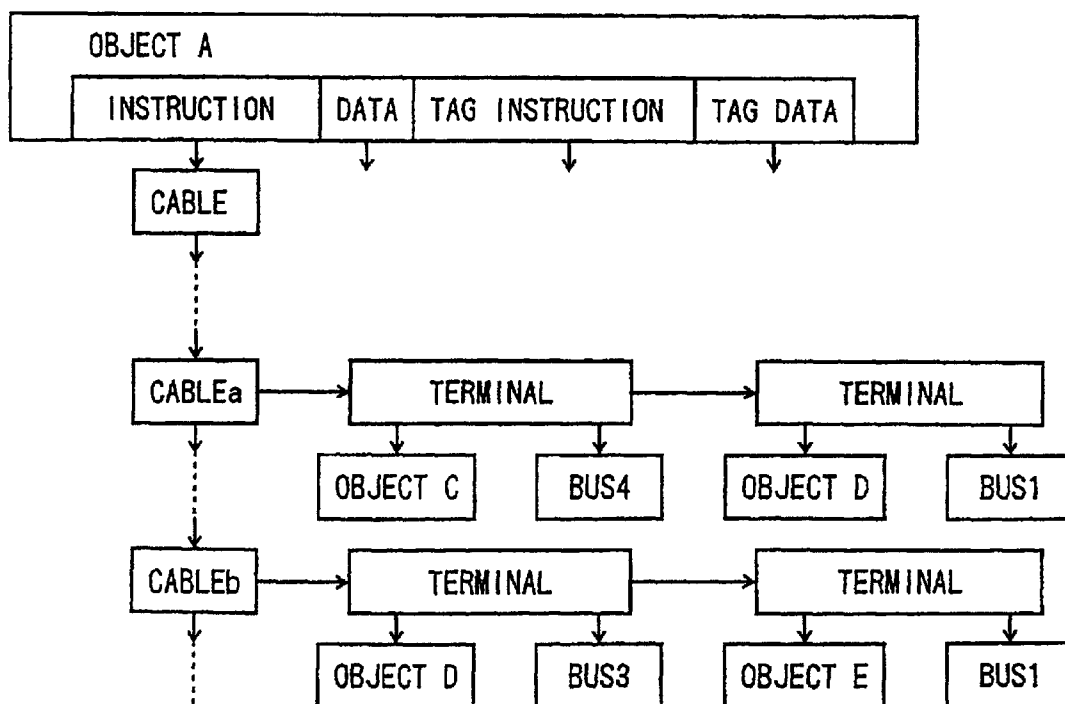 OBJECT A
INSTRUCTION DATA TAG INSTRUCTION TAG DATA
CABLE
CABLEa TERMINAL TERMINAL
OBJECT C BUS4 OBJECT D BUS1
CABLEb TERMINAL TERMINAL
OBJECT D BUS3 OBJECT E BUS1